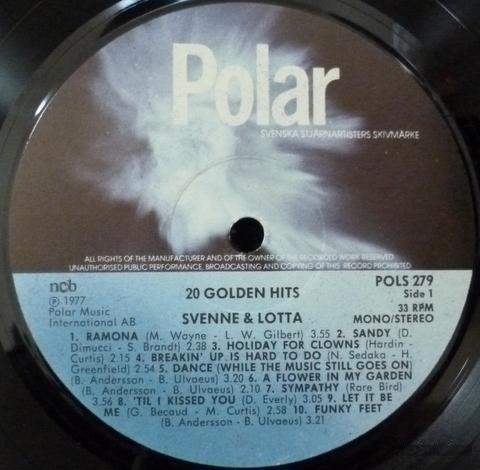 Polar
SVENSKA STJÄRNARTISTERS SKIVMÄRKE
ALL RIGHTS OF THE MANUFACTURER AND OF THE OWNER OF THE RECORDED WORK RESERVED
UNAUTHORISED PUBLIC PERFORMANCE, BROADCASTING AND COPYING OF THIS RECORD PROHIBITED
ncb
℗ 1977
Polar Music
International AB
20 GOLDEN HITS
SVENNE & LOTTA
POLS 279
Side 1
33 RPM
MONO/STEREO
1. RAMONA (M. Wayne - L. W. Gilbert) 3.55 2. SANDY (D.
Dimucci - S. Brandt) 2.38 3. HOLIDAY FOR CLOWNS (Hardin -
Curtis) 2.15 4. BREAKIN' UP IS HARD TO DO (N. Sedaka - H.
Greenfield) 2.54 5. DANCE (WHILE THE MUSIC STILL GOES ON)
(B. Andersson - B. Ulvaeus) 3.20 6. A FLOWER IN MY GARDEN
(B. Andersson - B. Ulvaeus) 2.10 7. SYMPATHY (Rare Bird)
3.56 8. 'TIL I KISSED YOU (D. Everly) 3.05 9. LET IT BE
ME (G. Becaud - M. Curtis) 2.58 10. FUNKY FEET
(B. Andersson - B. Ulvaeus) 3.21